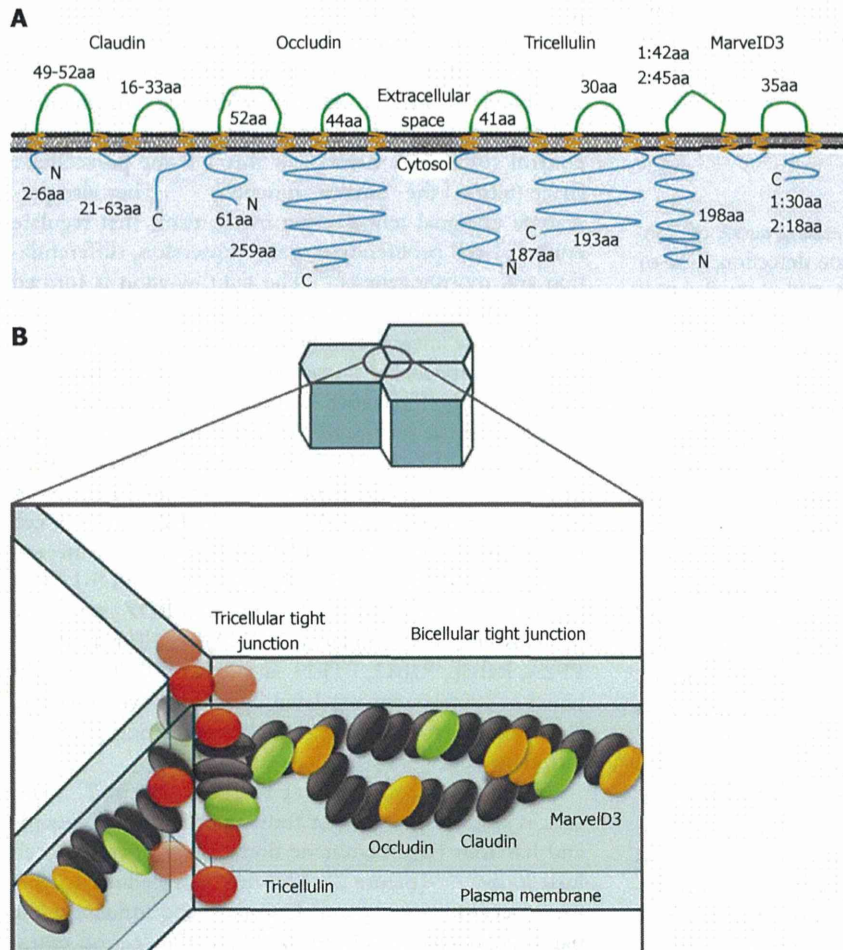 A
Claudin
Occludin
Tricellulin
1:42aa
2:45aa
MarvelD3
49-52aa
16-33aa
52aa
44aa
Extracellular
space
41aa
30aa
35aa
Cytosol
N
2-6aa
21-63aa
C
N
61aa
259aa
C
C
193aa
187aa
N
198aa
N
C
1:30aa
2:18aa
B
Tricellular tight
junction
Bicellular tight junction
MarvelD3
Occludin
Claudin
Tricellulin
Plasma membrane